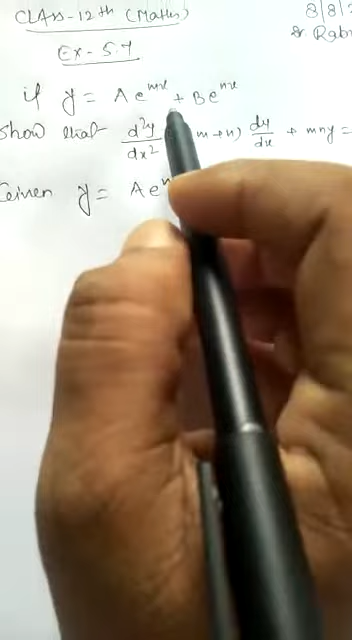 CLASS-12th (Maths) 8/8/
Ex-5.7 & Rabi
if y = Ae^mx + Be^nx
show that d²y/dx² (m+n) dy/dx + mny =
Given y = Ae